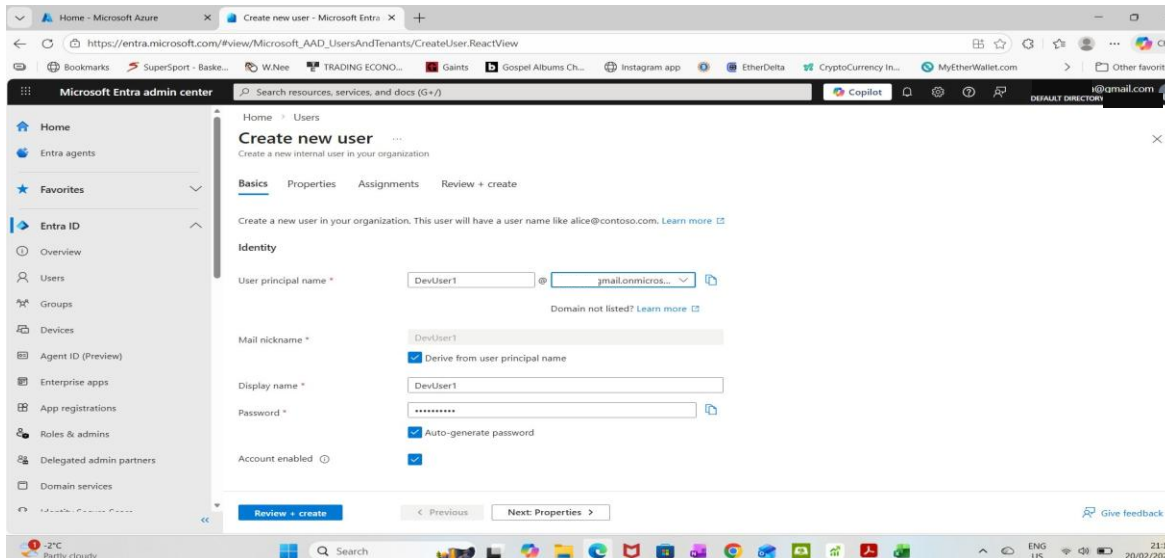 Home - Microsoft Azure
Create new user - Microsoft Entra
https://entra.microsoft.com/#view/Microsoft_AAD_UsersAndTenants/CreateUser.ReactView
Bookmarks SuperSport - Baske... W.Nee TRADING ECONO... Gaints Gospel Albums Ch... Instagram app EtherDelta CryptoCurrency In... MyEtherWallet.com Other favorit
Microsoft Entra admin center
Search resources, services, and docs (G+/)
Copilot
@gmail.com
DEFAULT DIRECTORY
Home > Users
Home
Create new user ...
Create a new internal user in your organization
Entra agents
Favorites
Basics Properties Assignments Review + create
Create a new user in your organization. This user will have a user name like alice@contoso.com. Learn more
Entra ID
Identity
Overview
Users
User principal name *
DevUser1 @ gmail.onmicros...
Groups
Domain not listed? Learn more
Devices
Mail nickname *
DevUser1
Agent ID (Preview)
Derive from user principal name
Enterprise apps
Display name *
DevUser1
App registrations
Password *
••••••••••
Roles & admins
Auto-generate password
Delegated admin partners
Account enabled
Domain services
Review + create < Previous Next: Properties > Give feedback
-2°C
Partly cloudy
Search
ENG
US